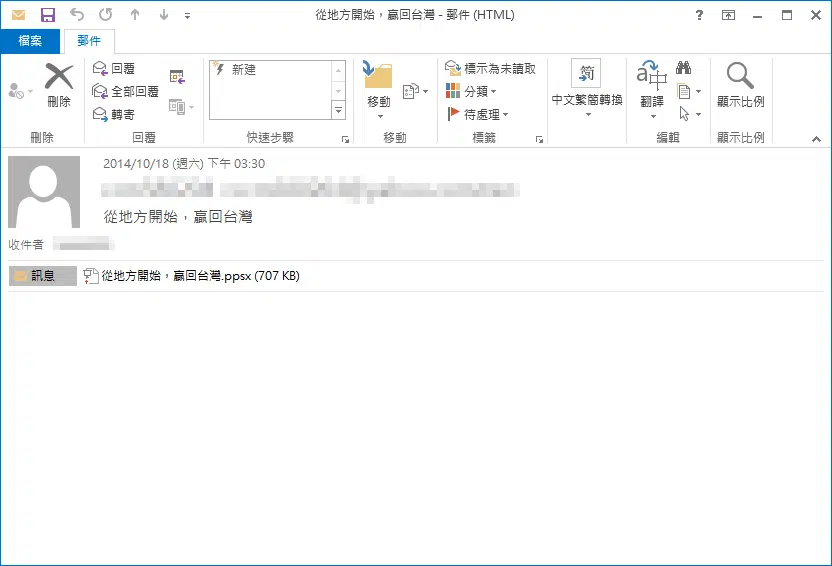 從地方開始，贏回台灣 - 郵件 (HTML)
檔案
郵件
刪除
刪除
回覆
全部回覆
轉寄
回覆
新建
快速步驟
移動
移動
標示為未讀取
分類
待處理
標籤
简
中文繁簡轉換
翻譯
編輯
顯示比例
顯示比例
2014/10/18 (週六) 下午 03:30
從地方開始，贏回台灣
收件者
訊息
從地方開始，贏回台灣.ppsx (707 KB)